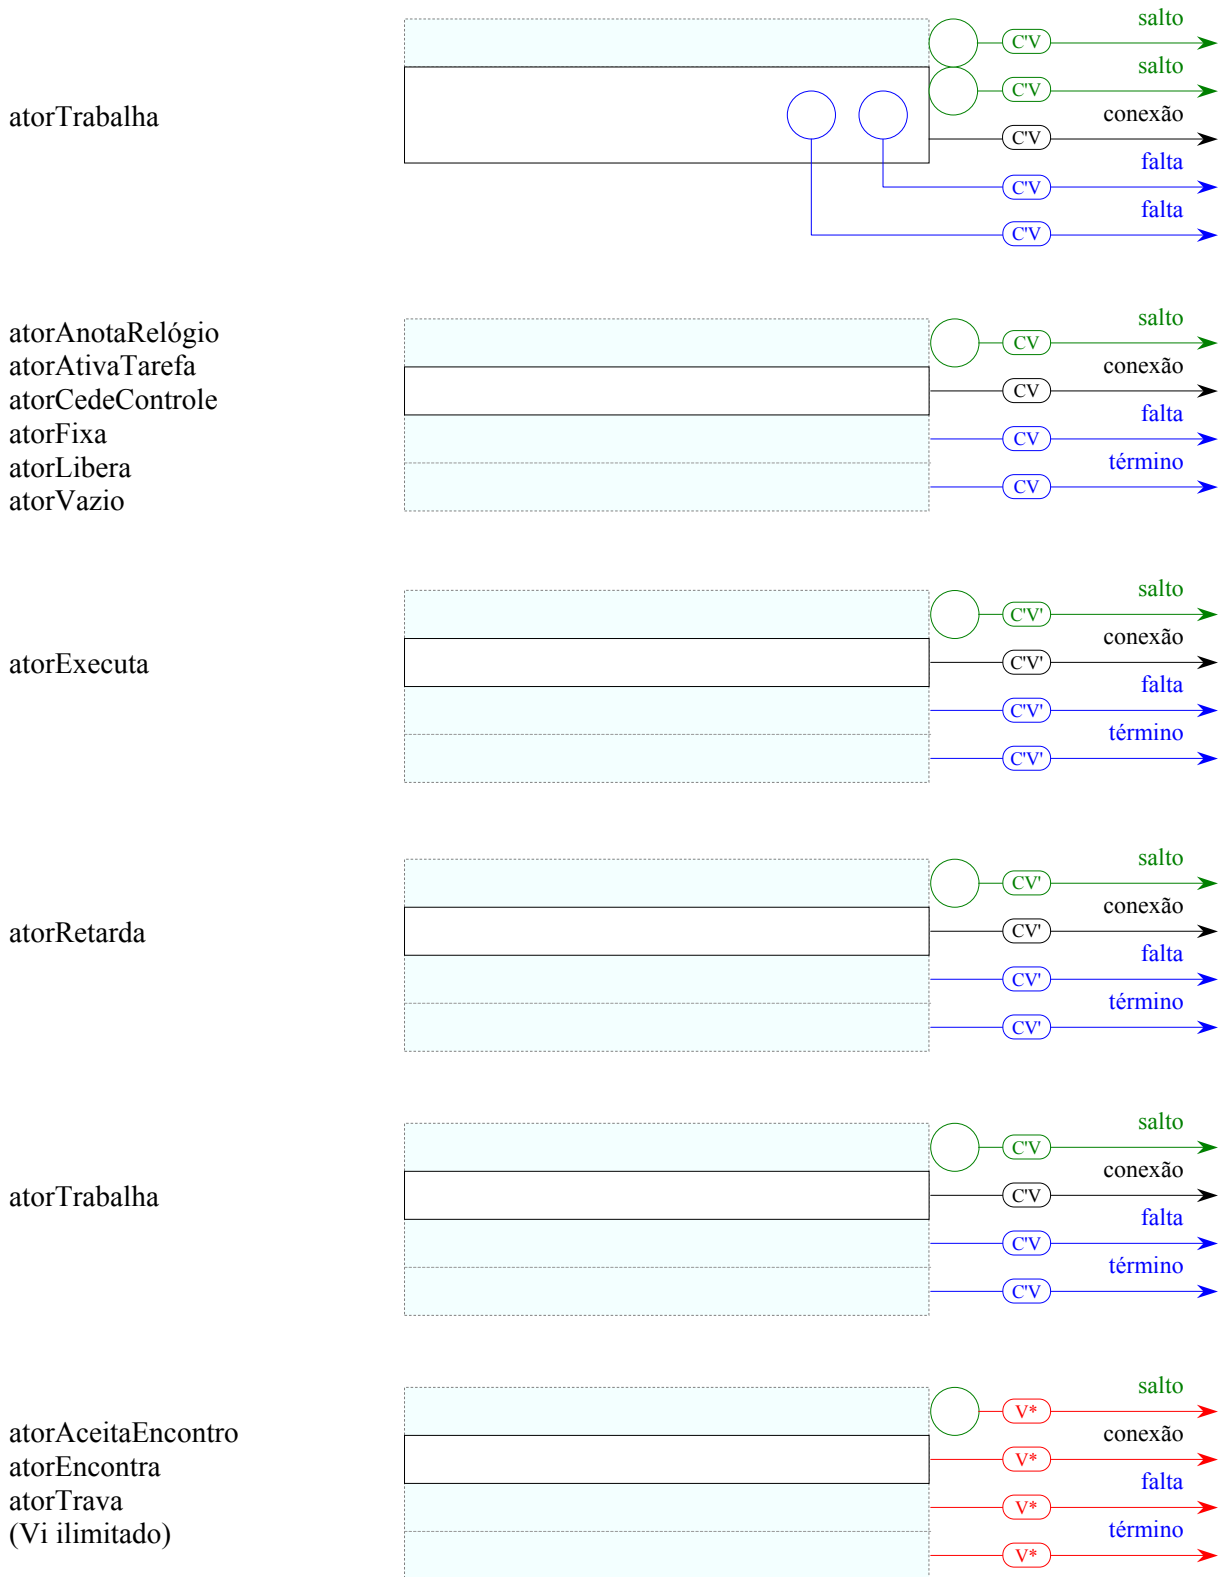 salto
C'V
salto
C'V
atorTrabalha
conexão
C'V
falta
C'V
falta
C'V
atorAnotaRelógio
atorAtivaTarefa
atorCedeControle
atorFixa
atorLibera
atorVazio
salto
CV
conexão
CV
falta
CV
término
CV
atorExecuta
salto
C'V'
conexão
C'V'
falta
C'V'
término
C'V'
atorRetarda
salto
CV'
conexão
CV'
falta
CV'
término
CV'
atorTrabalha
salto
C'V
conexão
C'V
falta
C'V
término
C'V
atorAceitaEncontro
atorEncontra
atorTrava
(Vi ilimitado)
salto
V*
conexão
V*
falta
V*
término
V*